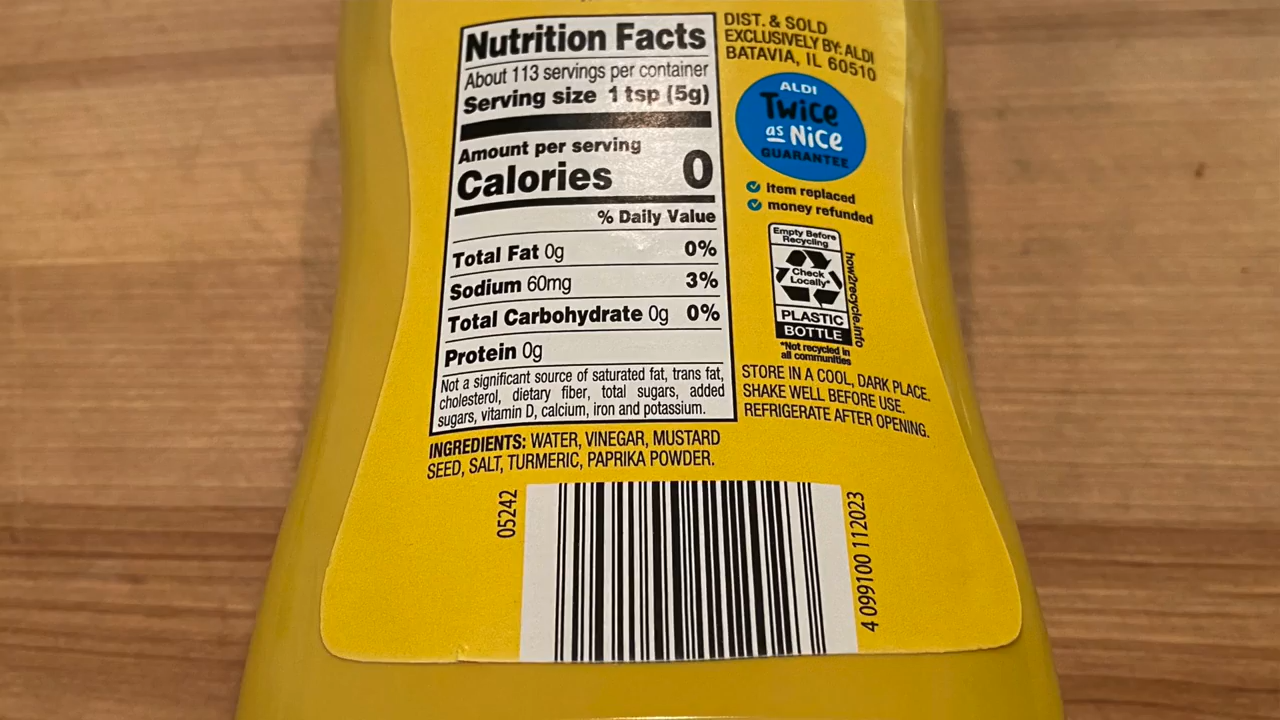 Nutrition Facts
About 113 servings per container
Serving size 1 tsp (5g)
Amount per serving
Calories 0
% Daily Value
Total Fat 0g 0%
Sodium 60mg 3%
Total Carbohydrate 0g 0%
Protein 0g
Not a significant source of saturated fat, trans fat,
cholesterol, dietary fiber, total sugars, added
sugars, vitamin D, calcium, iron and potassium.
INGREDIENTS: WATER, VINEGAR, MUSTARD
SEED, SALT, TURMERIC, PAPRIKA POWDER.
DIST. & SOLD
EXCLUSIVELY BY: ALDI
BATAVIA, IL 60510
ALDI
Twice
as Nice
GUARANTEE
Item replaced
money refunded
Empty Before
Recycling
Check
Locally*
PLASTIC
BOTTLE
how2recycle.info
*Not recycled in
all communities
STORE IN A COOL, DARK PLACE.
SHAKE WELL BEFORE USE.
REFRIGERATE AFTER OPENING.
05242
4 099100 112023